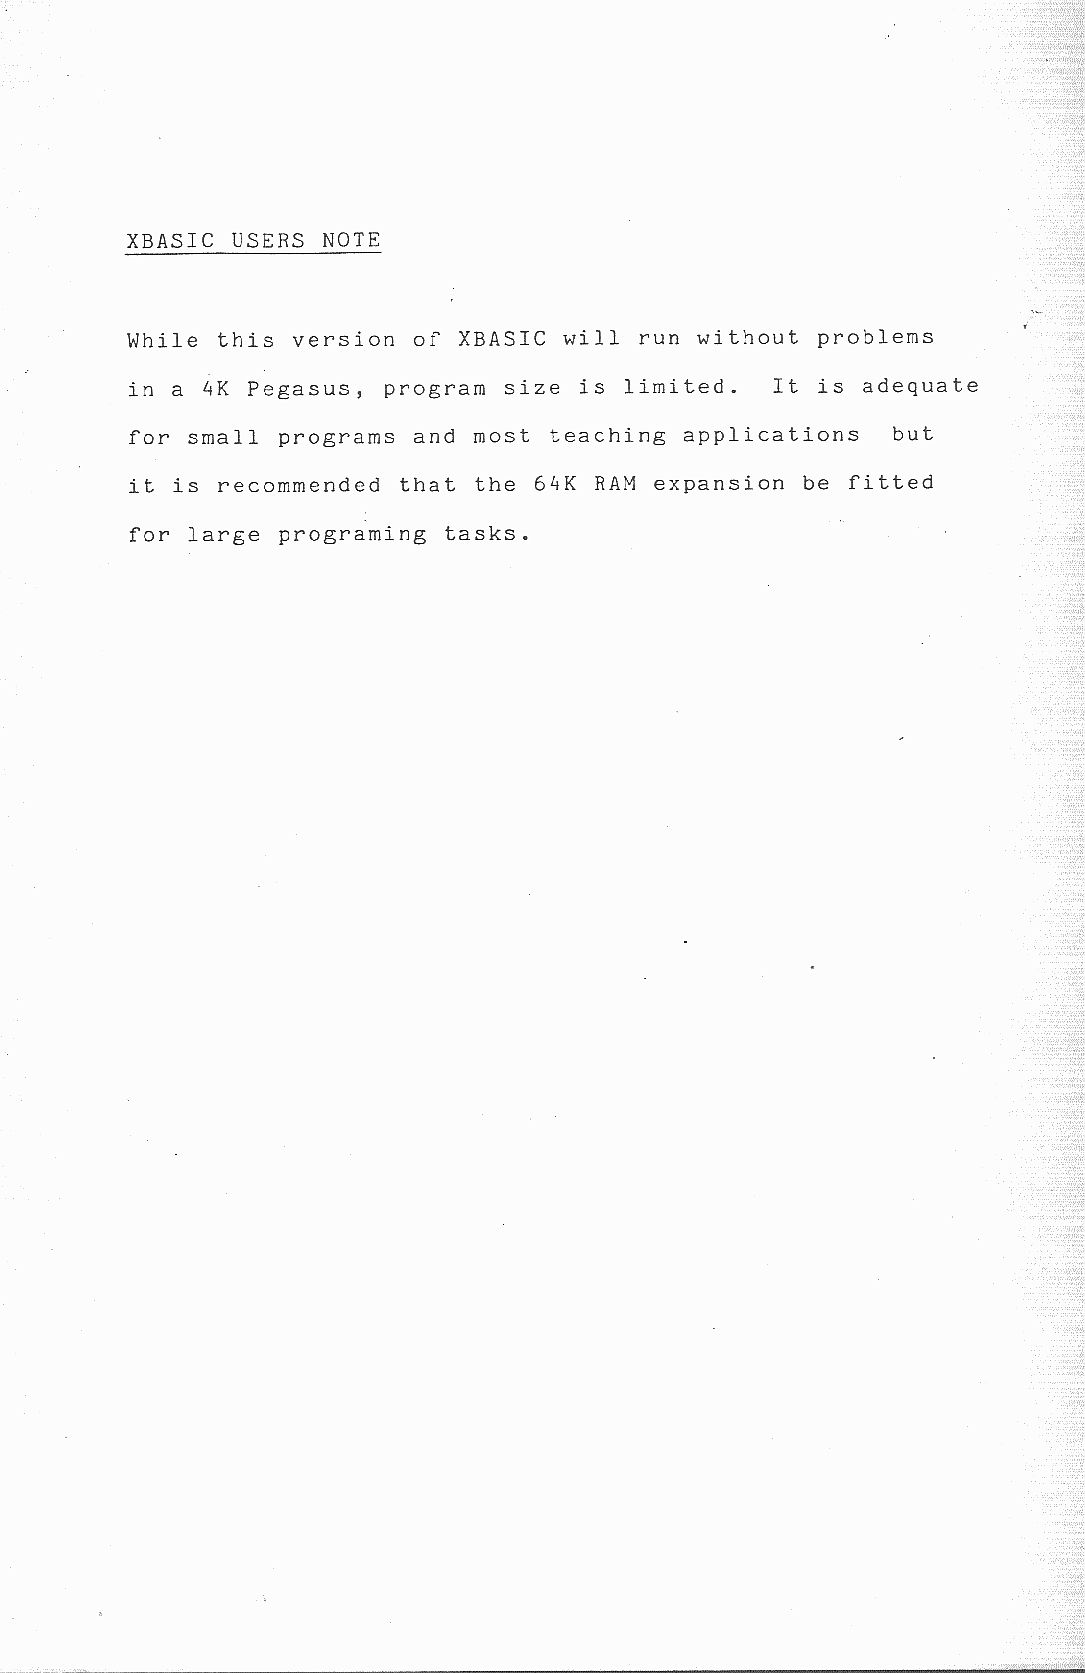 XBASIC USERS NOTE
While this version of XBASIC will run without problems
in a 4K Pegasus, program size is limited. It is adequate
for small programs and most teaching applications but
it is recommended that the 64K RAM expansion be fitted
for large programing tasks.